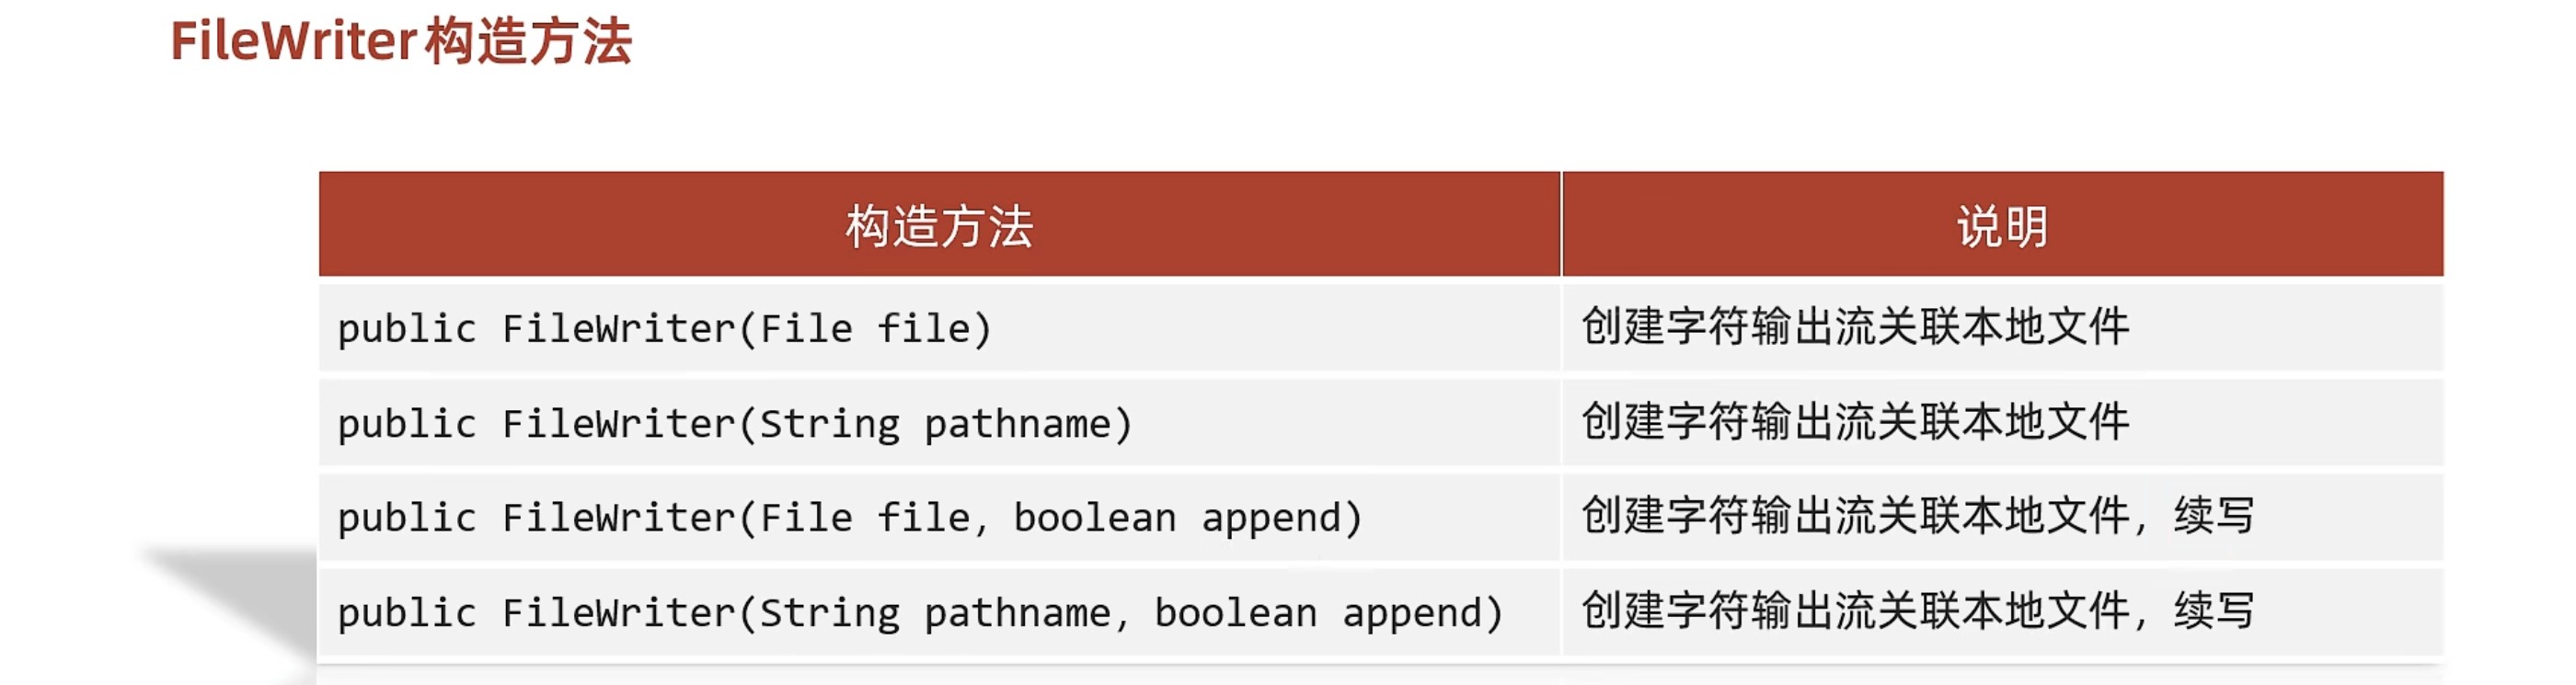 FileWriter构造方法
构造方法 说明
public FileWriter(File file) 创建字符输出流关联本地文件
public FileWriter(String pathname) 创建字符输出流关联本地文件
public FileWriter(File file, boolean append) 创建字符输出流关联本地文件，续写
public FileWriter(String pathname, boolean append) 创建字符输出流关联本地文件，续写